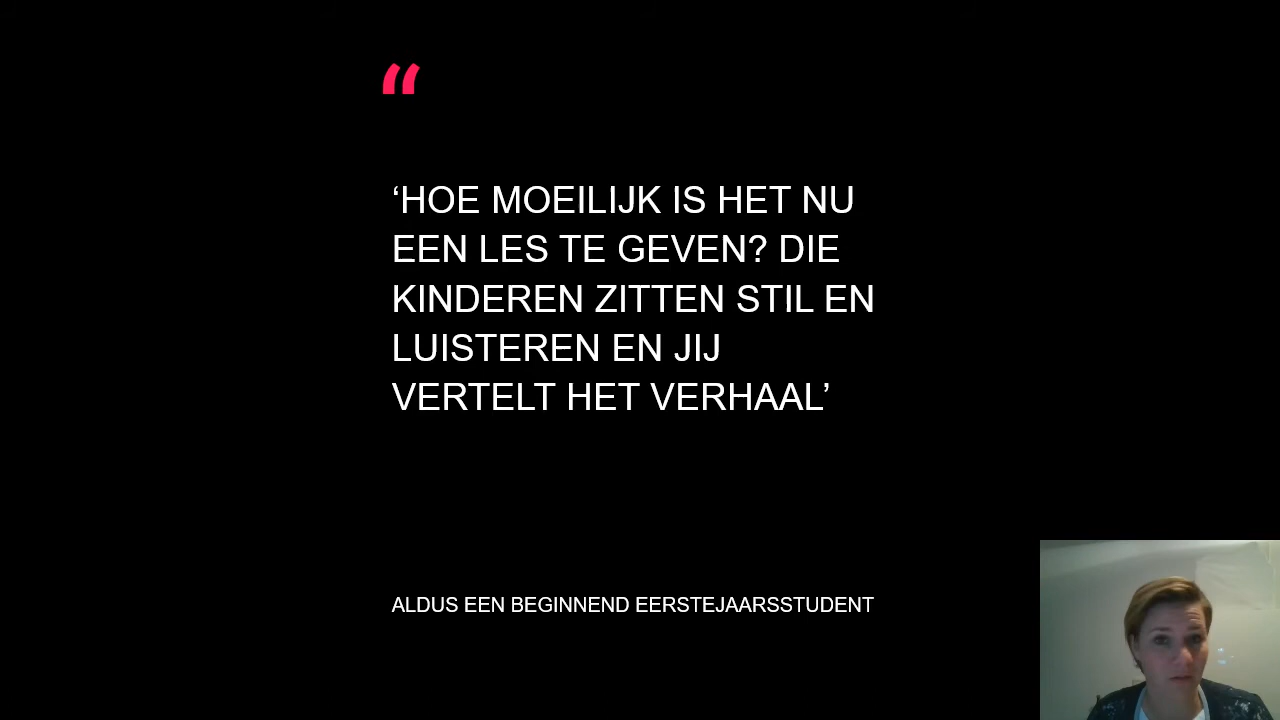 “
‘HOE MOEILIJK IS HET NU
EEN LES TE GEVEN? DIE
KINDEREN ZITTEN STIL EN
LUISTEREN EN JIJ
VERTELT HET VERHAAL’
ALDUS EEN BEGINNEND EERSTEJAARSSTUDENT